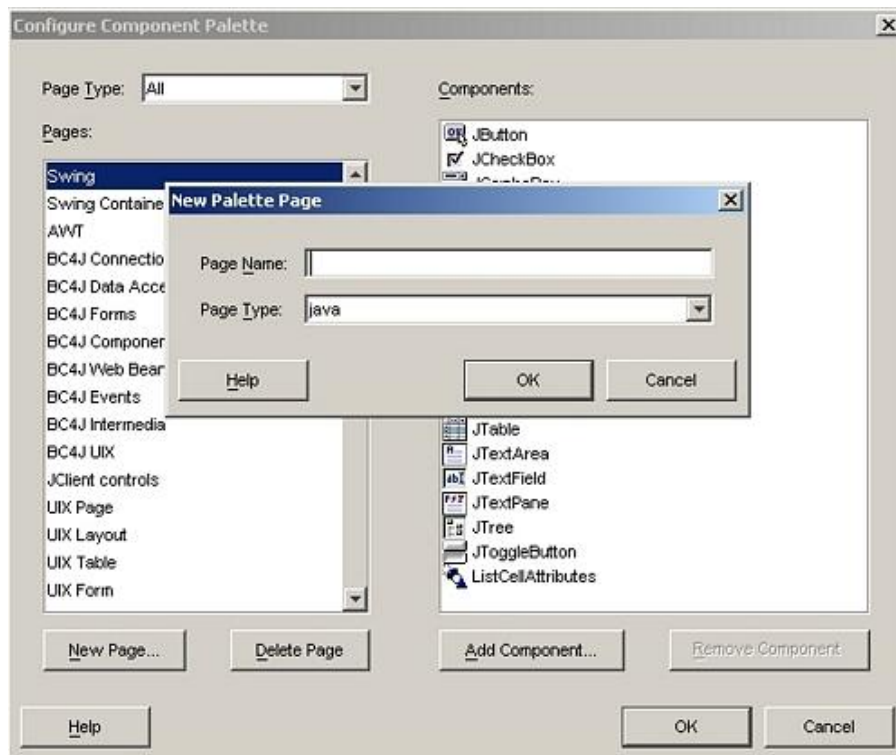 Configure Component Palette
Page Type: All
Components:
Pages:
JButton
JCheckBox
Swing
Swing Containe
AWT
BC4J Connectio
BC4J Data Acce
BC4J Forms
BC4J Componer
BC4J Web Bear
BC4J Events
BC4J Intermedia
BC4J UIX
JClient controls
UIX Page
UIX Layout
UIX Table
UIX Form
New Palette Page
Page Name:
Page Type: java
Help OK Cancel
JTable
JTextArea
JTextField
JTextPane
JTree
JToggleButton
ListCellAttributes
New Page... Delete Page Add Component... Remove Component
Help OK Cancel